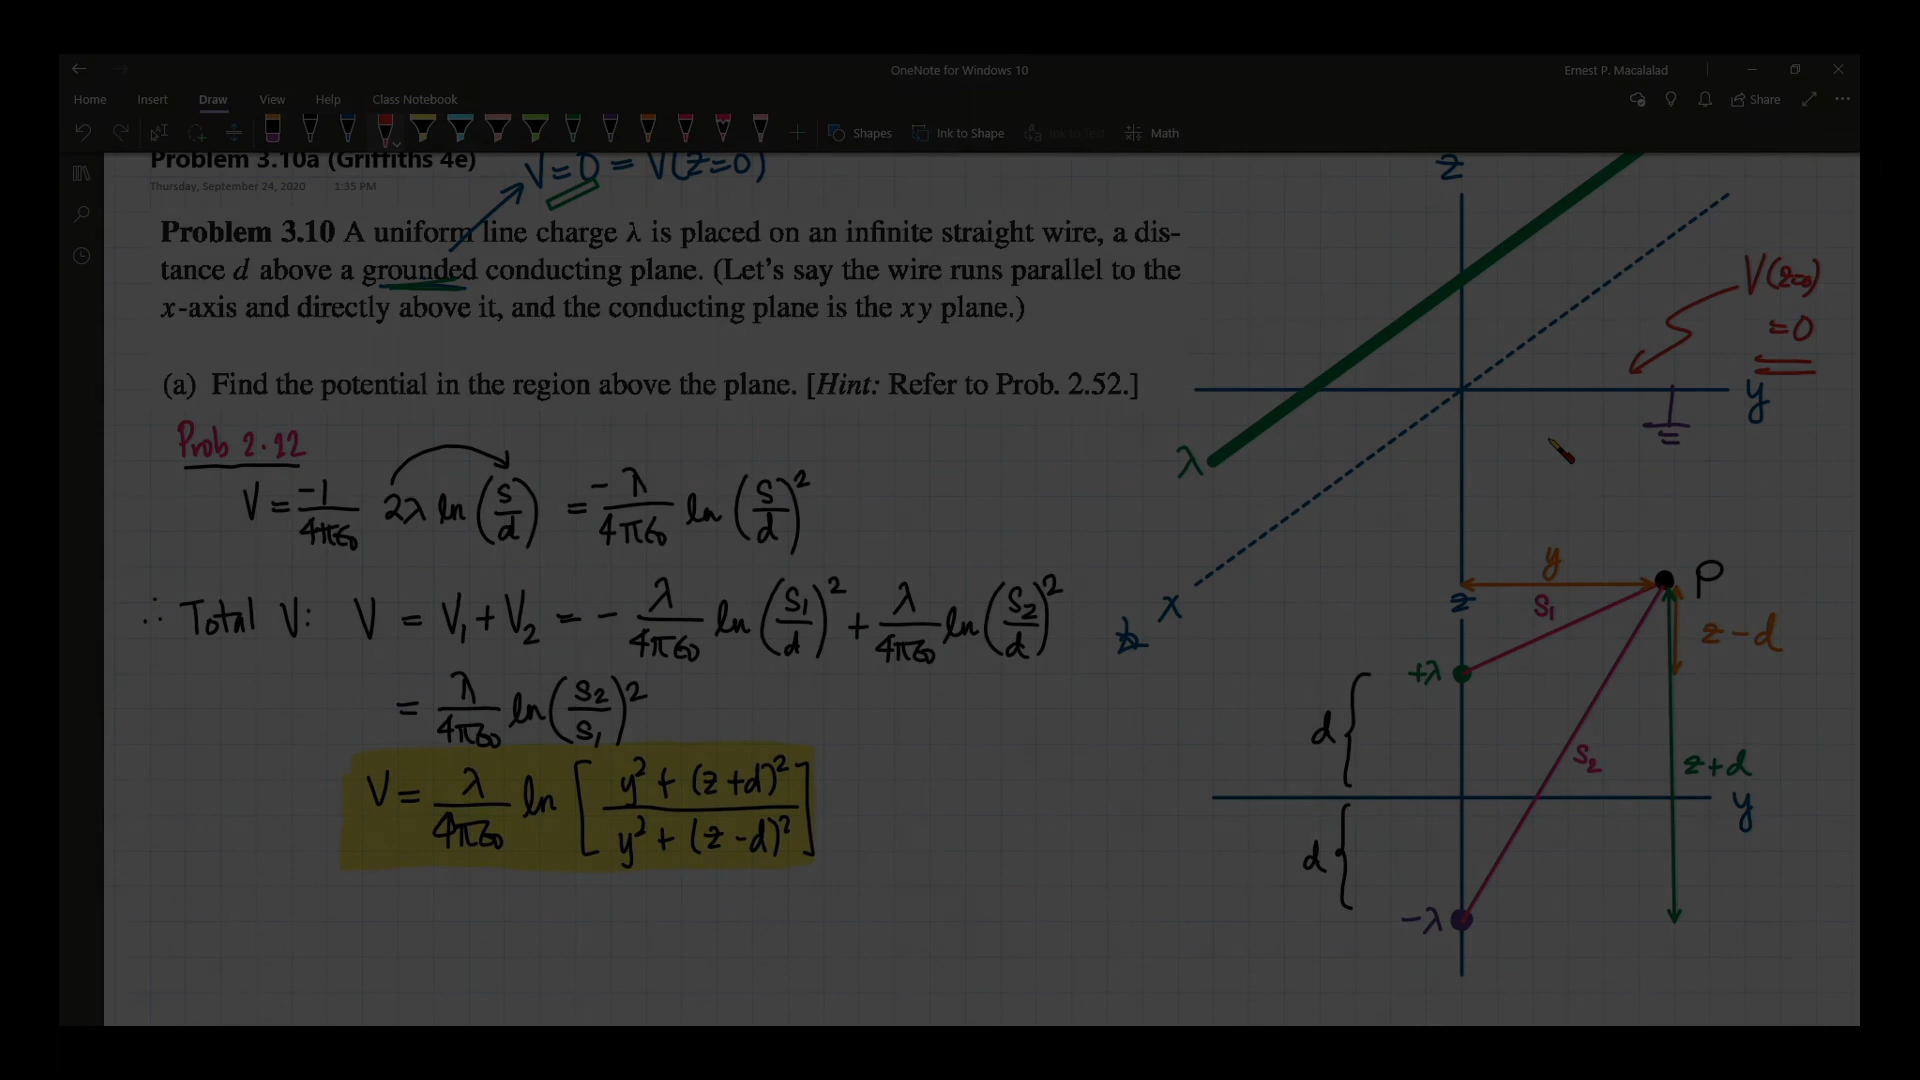 OneNote for Windows 10
Ernest P. Macalalad
Home Insert Draw View Help Class Notebook
Share
Shapes Ink to Shape Ink to Text Math
Problem 3.10a (Griffiths 4e)
Thursday, September 24, 2020 1:35 PM
V = 0 = V(z=0)
Problem 3.10 A uniform line charge λ is placed on an infinite straight wire, a dis-
tance d above a grounded conducting plane. (Let's say the wire runs parallel to the
x-axis and directly above it, and the conducting plane is the xy plane.)
(a) Find the potential in the region above the plane. [Hint: Refer to Prob. 2.52.]
Prob 2.22
V = -1/4πϵ₀ 2λ ln (s/d) = -λ/4πϵ₀ ln (s/d)²
∴ Total V: V = V₁ + V₂ = - λ/4πϵ₀ ln (s₁/d)² + λ/4πϵ₀ ln (s₂/d)²
= λ/4πϵ₀ ln (s₂/s₁)²
V = λ/4πϵ₀ ln [ y² + (z+d)² / y² + (z-d)² ]
z
V(z=0)
= 0
y
λ
x
y
P
z
s₁
z-d
+λ
d
s₂
z+d
y
d
-λ